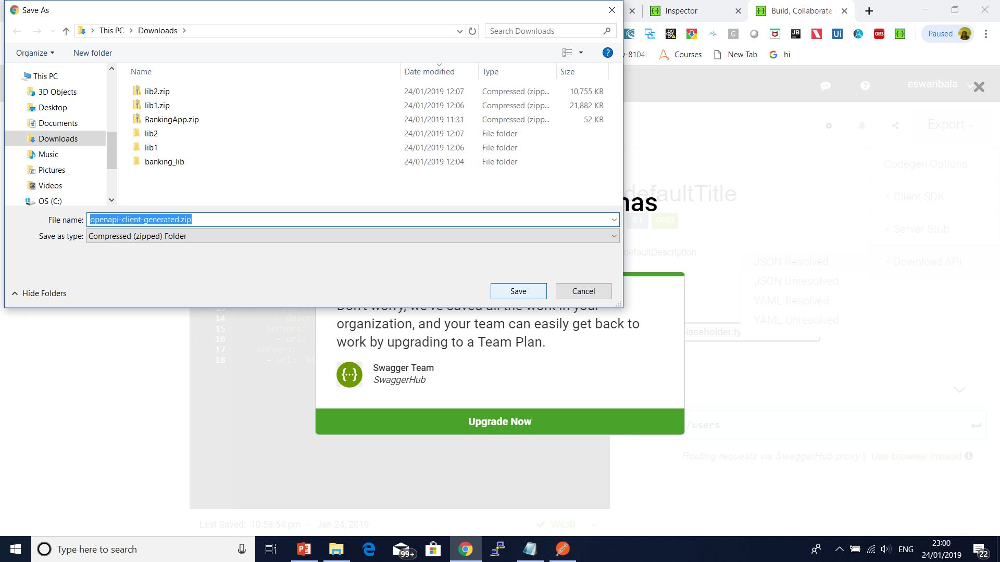 Save As
Inspector
Build, Collaborate
This PC
Downloads
Search Downloads
Paused
Organize
New folder
Courses
New Tab
hi
Name
Date modified
Type
Size
This PC
3D Objects
Desktop
Documents
Downloads
Music
Pictures
Videos
OS (C:)
lib2.zip 24/01/2019 12:07 Compressed (zipp... 10,755 KB
lib1.zip 24/01/2019 12:06 Compressed (zipp... 21,882 KB
BankingApp.zip 24/01/2019 11:31 Compressed (zipp... 52 KB
lib2 24/01/2019 12:07 File folder
lib1 24/01/2019 12:06 File folder
banking_lib 24/01/2019 12:04 File folder
eswaribala
Export
Codegen Options
Client SDK
Server Stub
Download API
JSON Resolved
JSON Unresolved
YAML Resolved
YAML Unresolved
defaultTitle
0.1 OAS3
defaultDescription
File name: openapi-client-generated.zip
Save as type: Compressed (zipped) Folder
Hide Folders
Save
Cancel
Don't worry, we've saved all the work in your
organization, and your team can easily get back to
work by upgrading to a Team Plan.
Swagger Team
SwaggerHub
Upgrade Now
14 descri
15 servers:
16 - url: '
17 servers:
18 - url: 'ht
/users
Routing requests via SwaggerHub proxy | Use browser instead
Last Saved: 10:58:54 pm - Jan 24, 2019
VALID
Type here to search
99+
ENG
23:00
24/01/2019
22